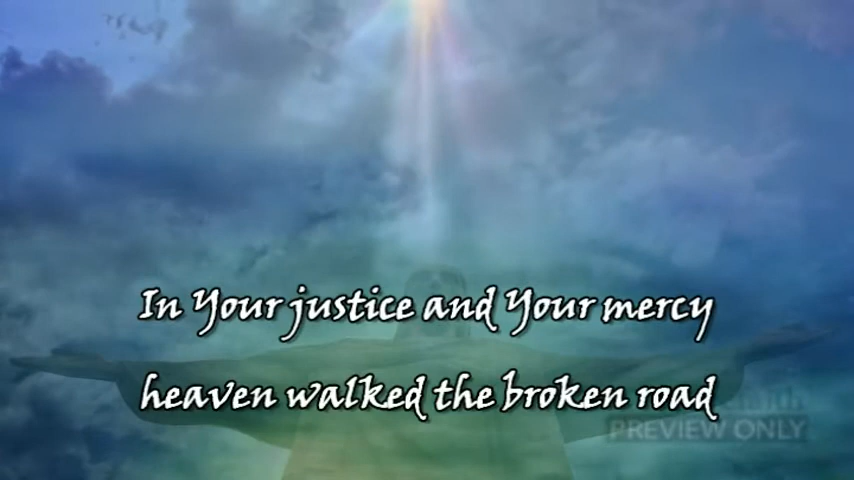 In Your justice and Your mercy
heaven walked the broken road
PREVIEW ONLY